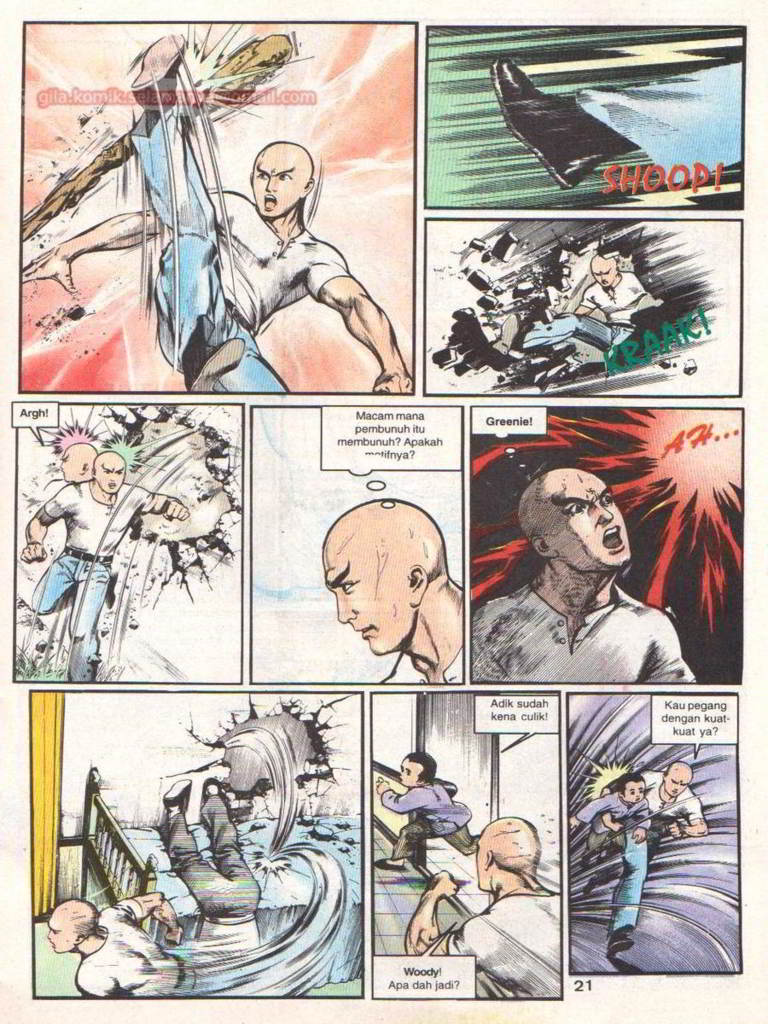 SHOOP!
KRAAK!
Argh!
Macam mana
pembunuh itu
membunuh? Apakah
motifnya?
Greenie!
AH...
Adik sudah
kena culik!
Woody!
Apa dah jadi?
Kau pegang
dengan kuat-
kuat ya?
21